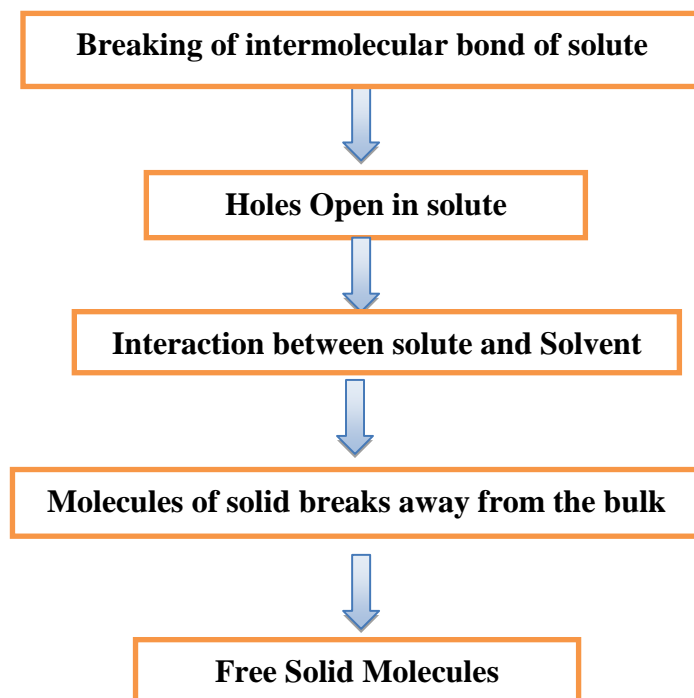 Breaking of intermolecular bond of solute
Holes Open in solute
Interaction between solute and Solvent
Molecules of solid breaks away from the bulk
Free Solid Molecules